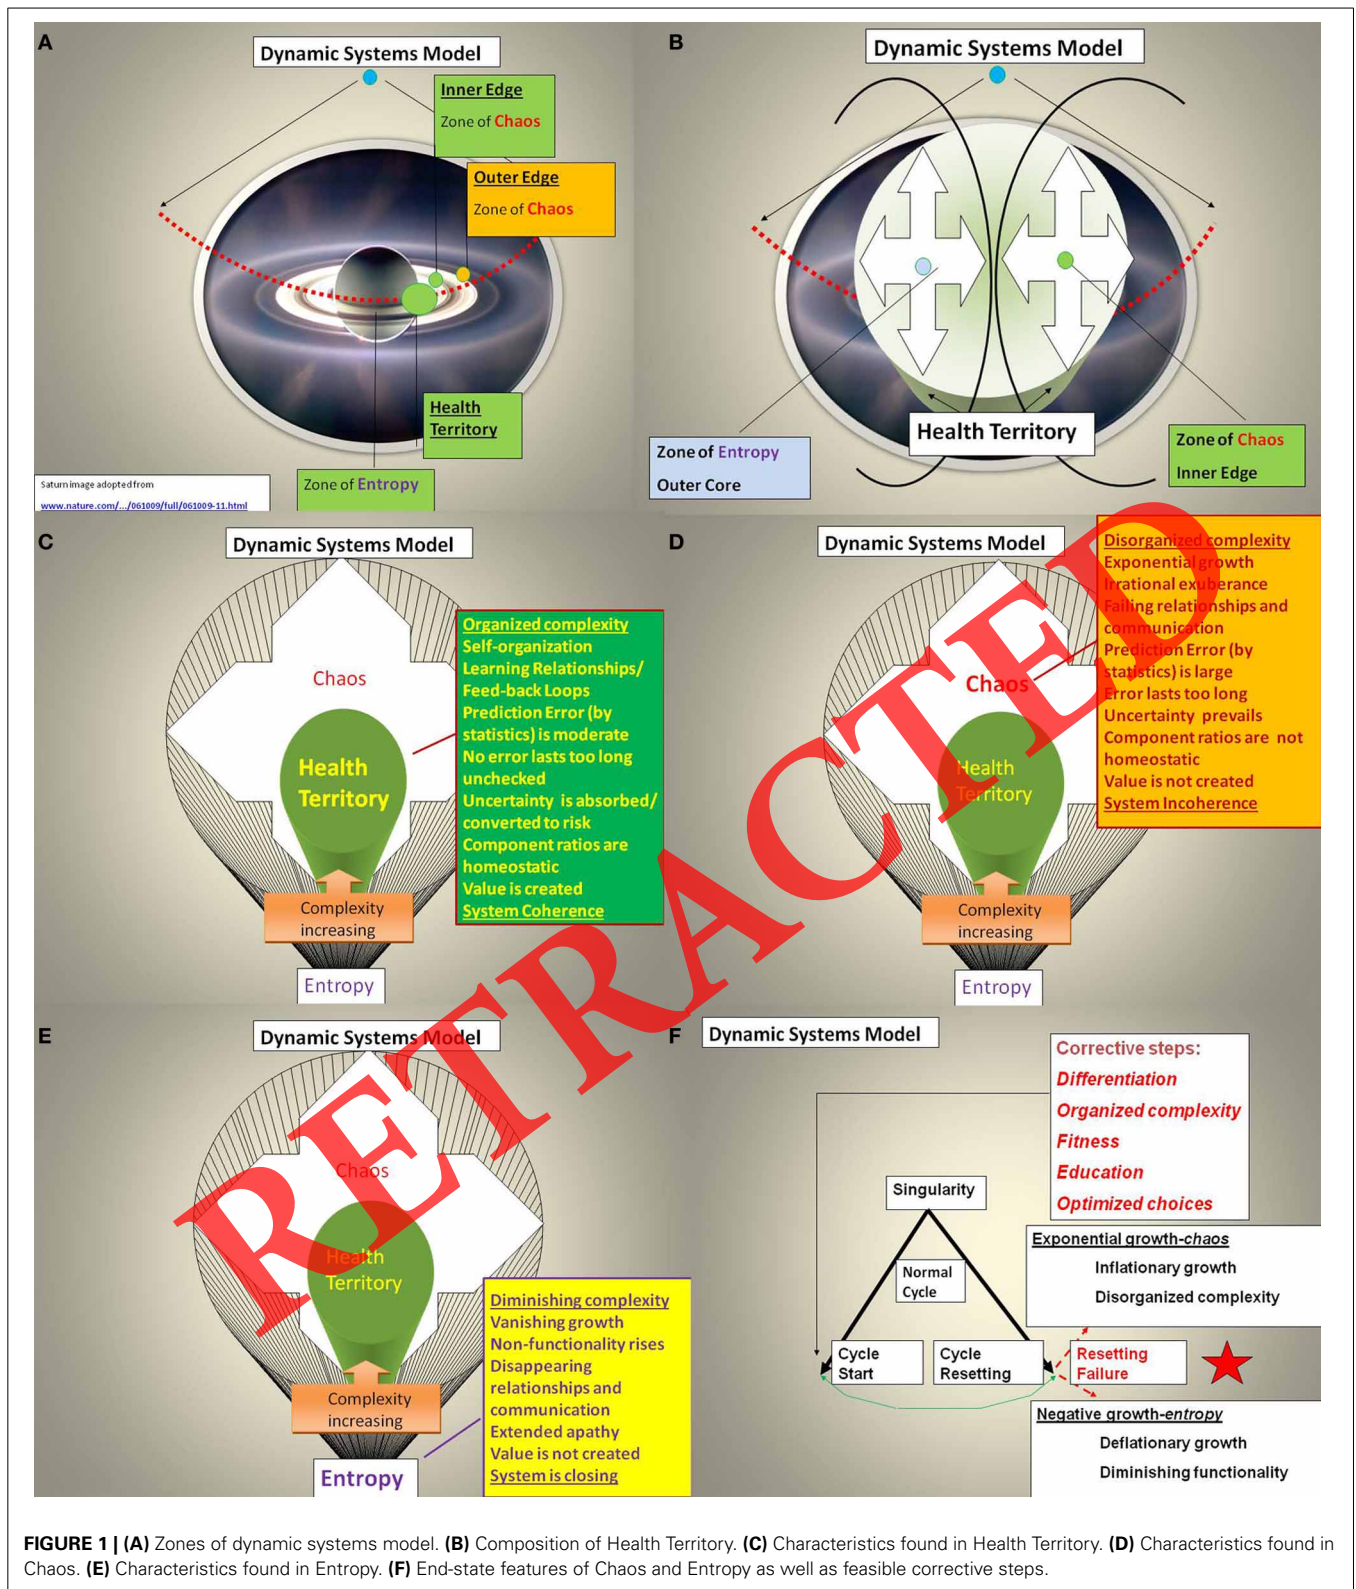 A
Dynamic Systems Model
Inner Edge
Zone of Chaos
Outer Edge
Zone of Chaos
Health
Territory
Zone of Entropy
Saturn image adopted from
www.nature.com/.../061009/full/061009-11.html
B
Dynamic Systems Model
Health Territory
Zone of Entropy
Outer Core
Zone of Chaos
Inner Edge
C
Dynamic Systems Model
Chaos
Health
Territory
Organized complexity
Self-organization
Learning Relationships/
Feed-back Loops
Prediction Error (by
statistics) is moderate
No error lasts too long
unchecked
Uncertainty is absorbed/
converted to risk
Component ratios are
homeostatic
Value is created
System Coherence
Complexity
increasing
Entropy
D
Dynamic Systems Model
Chaos
Health
Territory
Disorganized complexity
Exponential growth
Irrational exuberance
Failing relationships and
communication
Prediction Error (by
statistics) is large
Error lasts too long
Uncertainty prevails
Component ratios are not
homeostatic
Value is not created
System Incoherence
Complexity
increasing
Entropy
E
Dynamic Systems Model
Chaos
Health
Territory
Diminishing complexity
Vanishing growth
Non-functionality rises
Disappearing
relationships and
communication
Extended apathy
Value is not created
System is closing
Complexity
increasing
Entropy
F
Dynamic Systems Model
Corrective steps:
Differentiation
Organized complexity
Fitness
Education
Optimized choices
Singularity
Normal
Cycle
Exponential growth-chaos
Inflationary growth
Disorganized complexity
Cycle
Start
Cycle
Resetting
Resetting
Failure
Negative growth-entropy
Deflationary growth
Diminishing functionality
RETRACTED
FIGURE 1 | (A) Zones of dynamic systems model. (B) Composition of Health Territory. (C) Characteristics found in Health Territory. (D) Characteristics found in
Chaos. (E) Characteristics found in Entropy. (F) End-state features of Chaos and Entropy as well as feasible corrective steps.